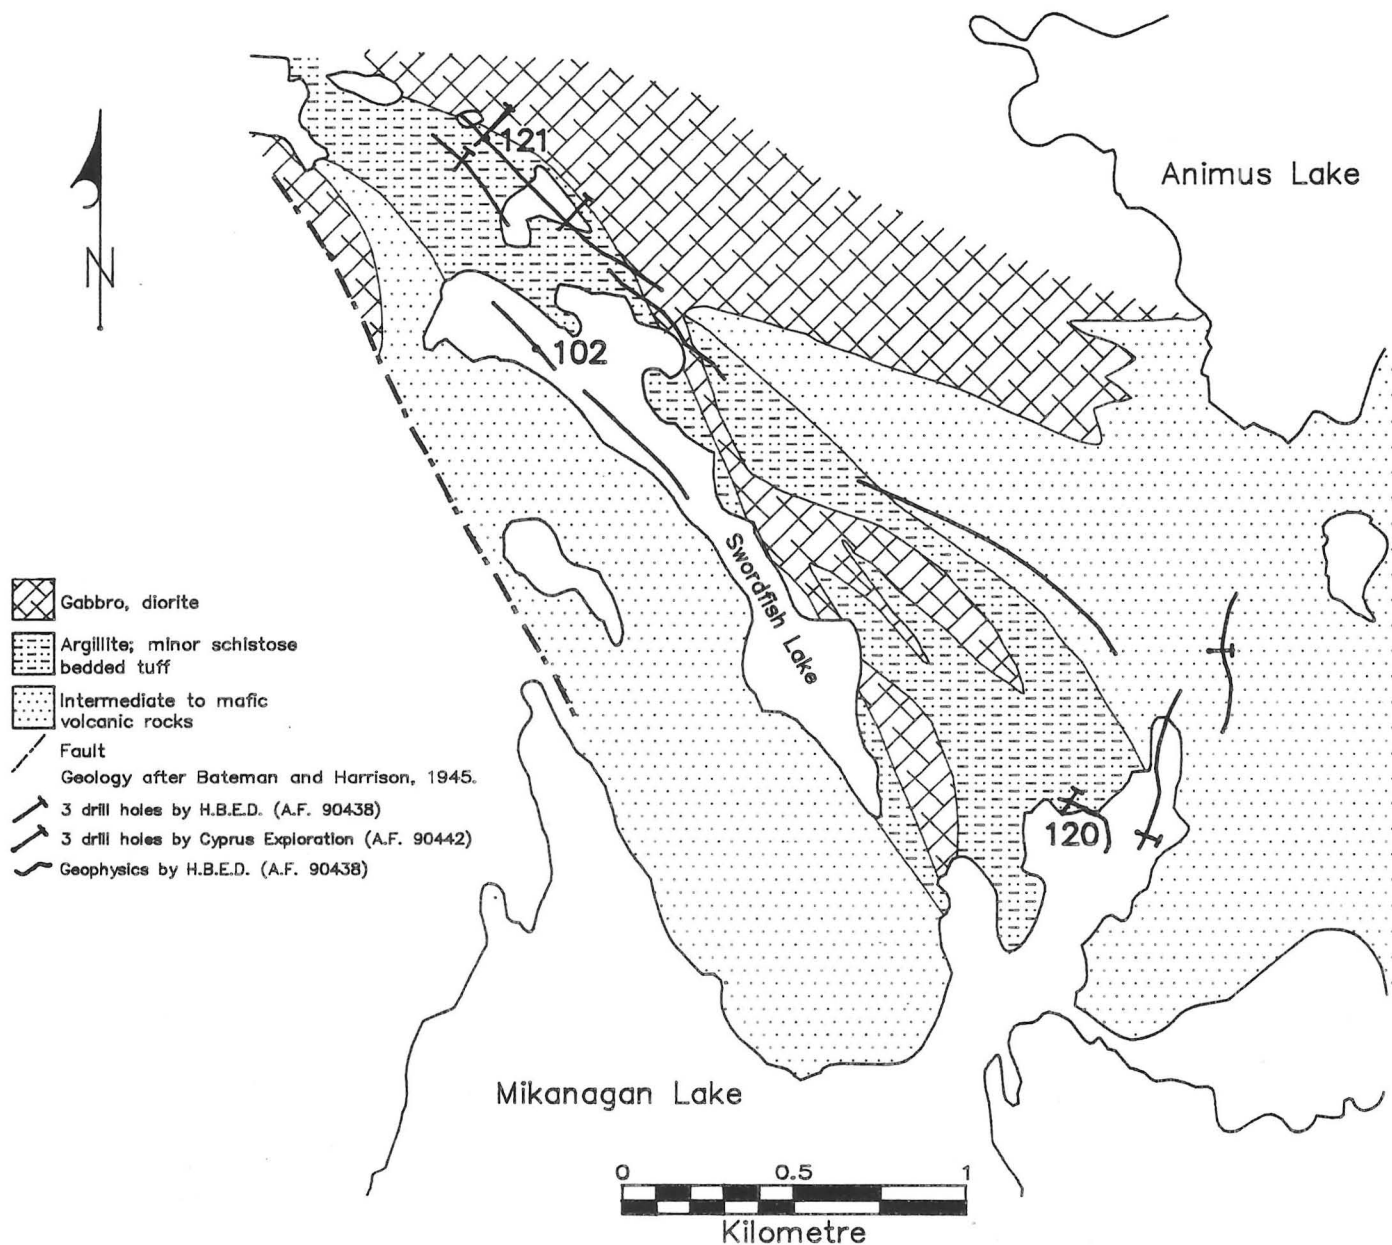 121
Animus Lake
N
102
Swordfish Lake
Gabbro, diorite
Argillite; minor schistose
bedded tuff
Intermediate to mafic
volcanic rocks
Fault
Geology after Bateman and Harrison, 1945.
3 drill holes by H.B.E.D. (A.F. 90438)
3 drill holes by Cyprus Exploration (A.F. 90442)
Geophysics by H.B.E.D. (A.F. 90438)
120
Mikanagan Lake
0 0.5 1
Kilometre